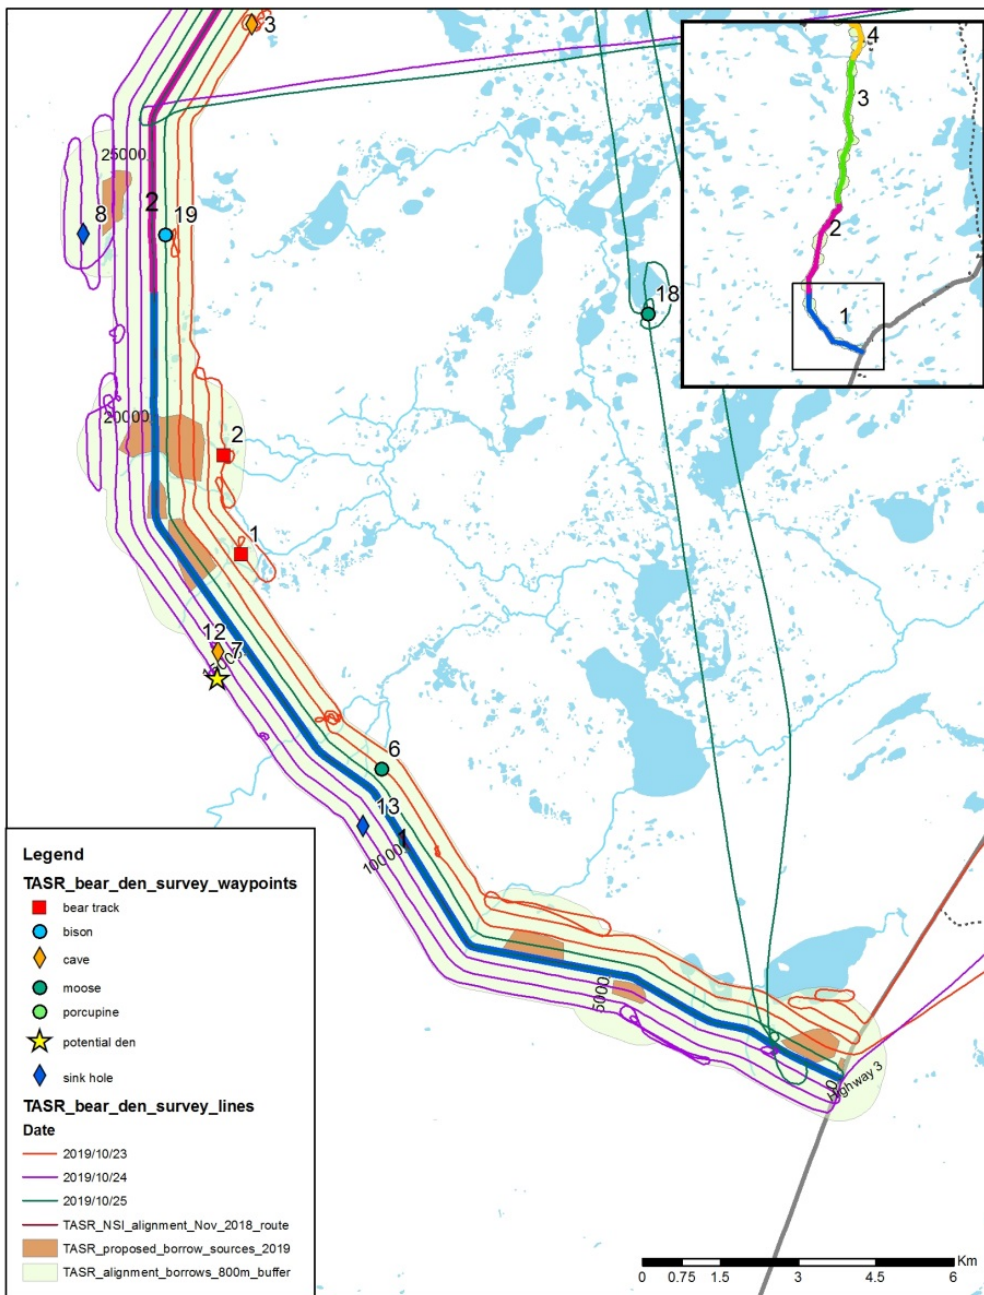 3
4
3
2
1
25000
2
8
19
18
20000
2
1
12
7
15000
6
13
1
10000
5000
0
Highway 3
Legend
TASR_bear_den_survey_waypoints
bear track
bison
cave
moose
porcupine
potential den
sink hole
TASR_bear_den_survey_lines
Date
2019/10/23
2019/10/24
2019/10/25
TASR_NSI_alignment_Nov_2018_route
TASR_proposed_borrow_sources_2019
TASR_alignment_borrows_800m_buffer
Km
0 0.75 1.5 3 4.5 6